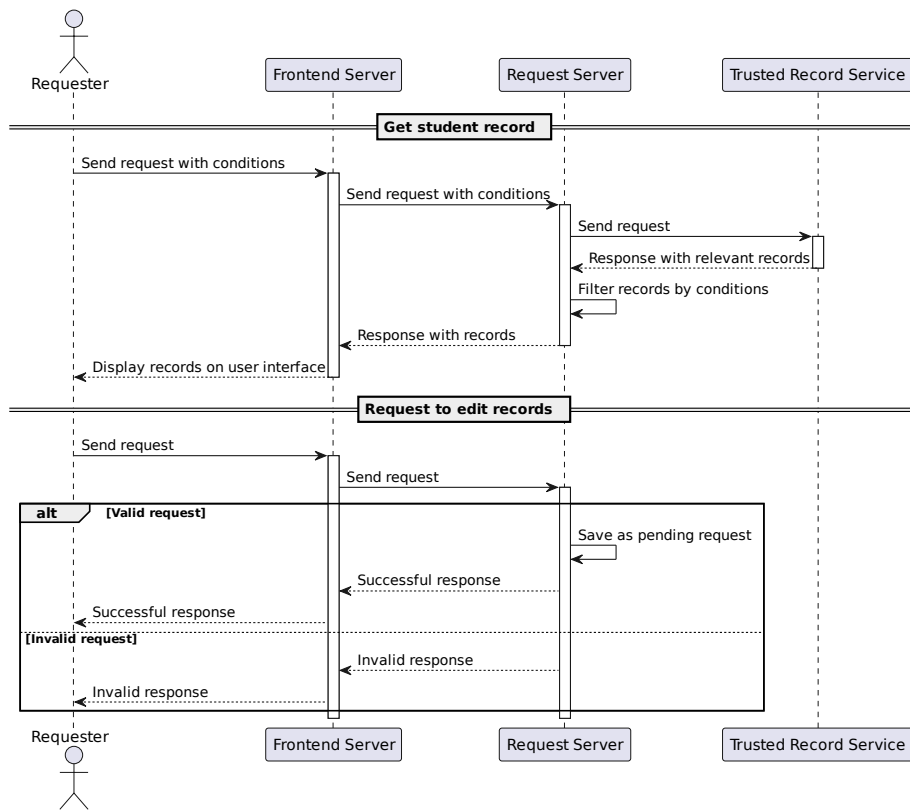 Requester
Frontend Server
Request Server
Trusted Record Service
Get student record
Send request with conditions
Send request with conditions
Send request
Response with relevant records
Filter records by conditions
Response with records
Display records on user interface
Request to edit records
Send request
Send request
alt [Valid request]
Save as pending request
Successful response
Successful response
[Invalid request]
Invalid response
Invalid response
Requester
Frontend Server
Request Server
Trusted Record Service